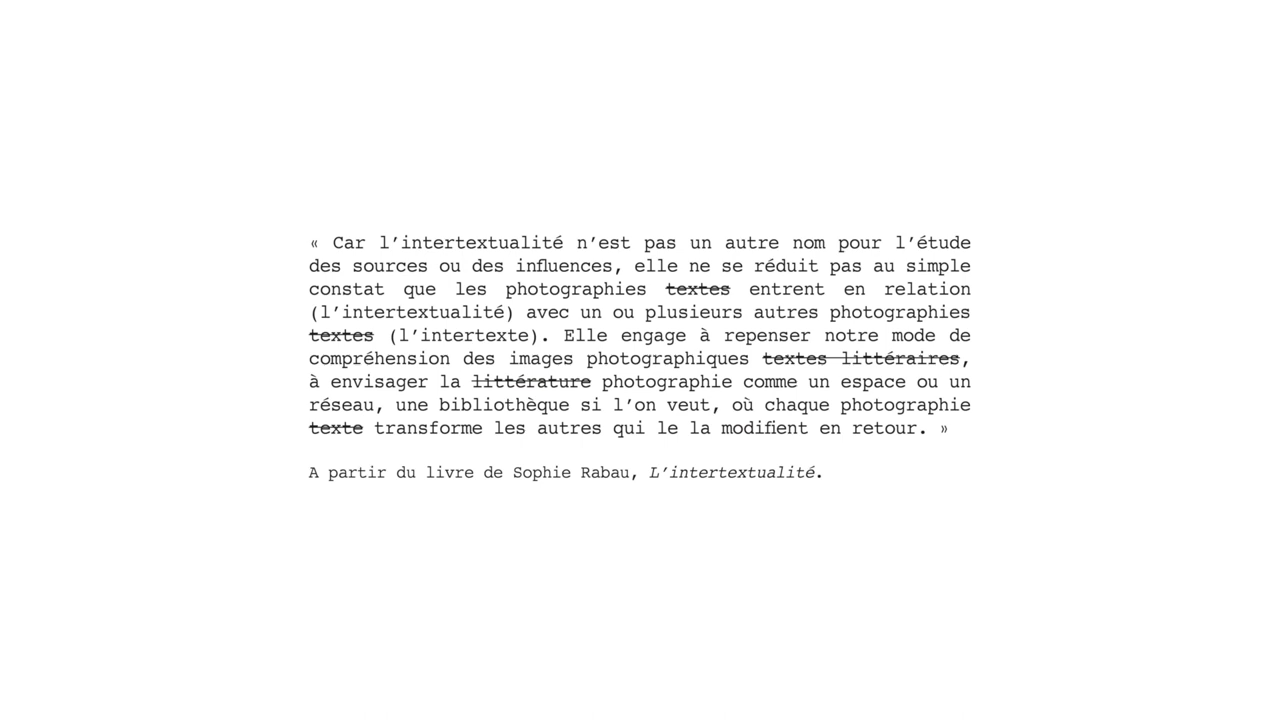 « Car l’intertextualité n’est pas un autre nom pour l’étude
des sources ou des influences, elle ne se réduit pas au simple
constat que les photographies textes entrent en relation
(l’intertextualité) avec un ou plusieurs autres photographies
textes (l’intertexte). Elle engage à repenser notre mode de
compréhension des images photographiques textes littéraires,
à envisager la littérature photographie comme un espace ou un
réseau, une bibliothèque si l’on veut, où chaque photographie
texte transforme les autres qui le la modifient en retour. »
A partir du livre de Sophie Rabau, L’intertextualité.